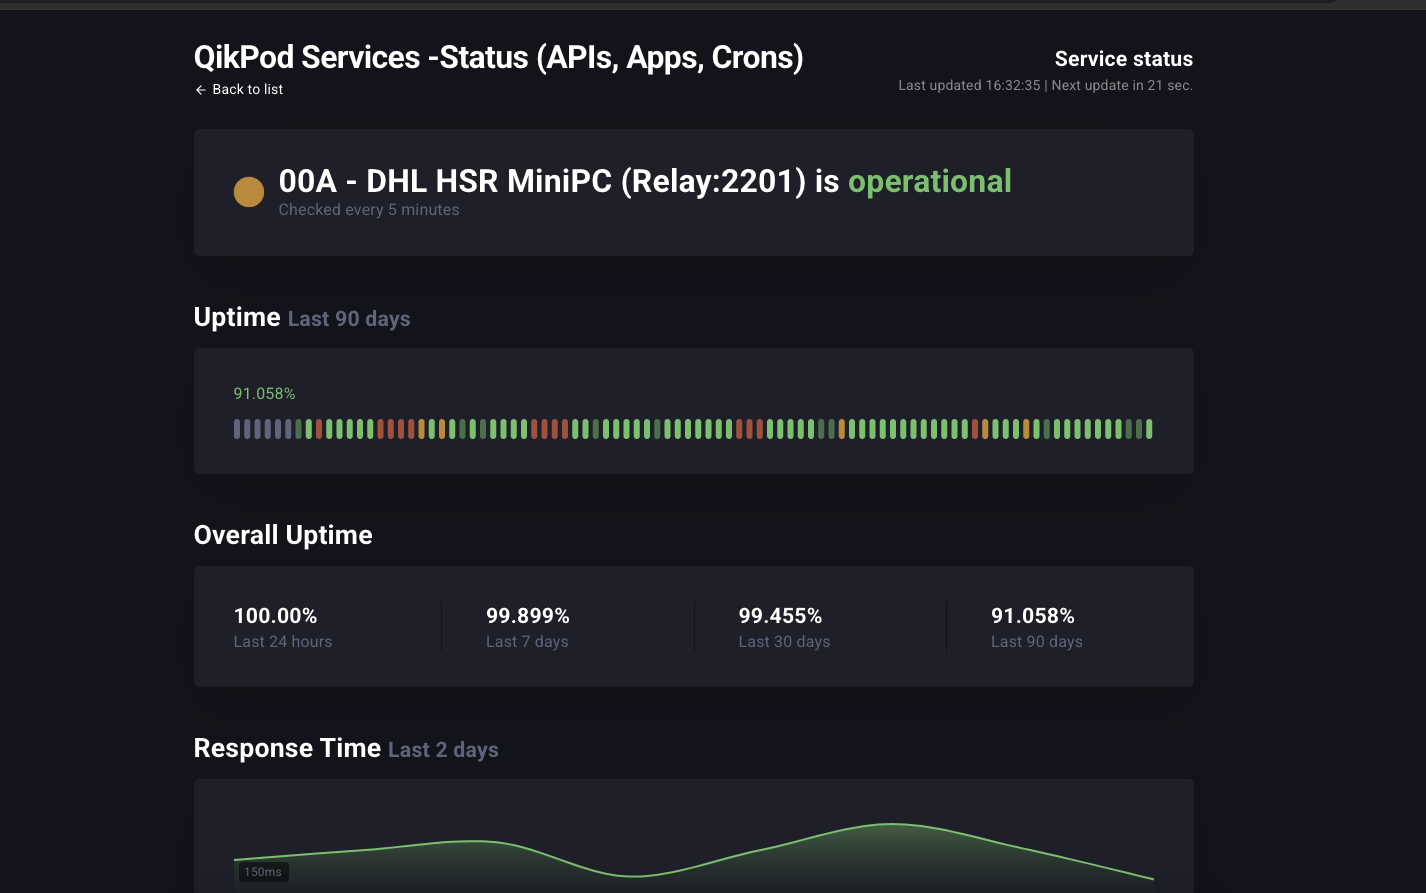 QikPod Services -Status (APIs, Apps, Crons)
← Back to list
Service status
Last updated 16:32:35 | Next update in 21 sec.
00A - DHL HSR MiniPC (Relay:2201) is operational
Checked every 5 minutes
Uptime Last 90 days
91.058%
Overall Uptime
100.00%
Last 24 hours
99.899%
Last 7 days
99.455%
Last 30 days
91.058%
Last 90 days
Response Time Last 2 days
150ms